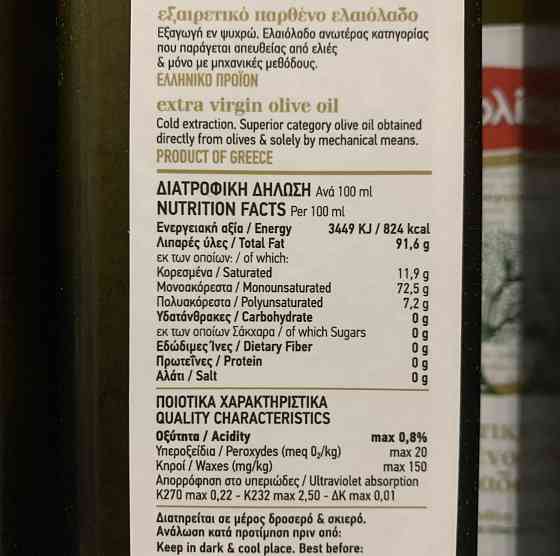 εξαιρετικό παρθένο ελαιόλαδο
Εξαγωγή εν ψυχρώ. Ελαιόλαδο ανωτέρας κατηγορίας
που παράγεται απευθείας από ελιές
& μόνο με μηχανικές μεθόδους.
ΕΛΛΗΝΙΚΟ ΠΡΟΪΟΝ
extra virgin olive oil
Cold extraction. Superior category olive oil obtained
directly from olives & solely by mechanical means.
PRODUCT OF GREECE
ΔΙΑΤΡΟΦΙΚΗ ΔΗΛΩΣΗ Ανά 100 ml
NUTRITION FACTS Per 100 ml
Ενεργειακή αξία / Energy 3449 KJ / 824 kcal
Λιπαρές ύλες / Total Fat 91,6 g
εκ των οποίων: / of which:
Κορεσμένα / Saturated 11,9 g
Μονοακόρεστα / Monounsaturated 72,5 g
Πολυακόρεστα / Polyunsaturated 7,2 g
Υδατάνθρακες / Carbohydrate 0 g
εκ των οποίων Σάκχαρα / of which Sugars 0 g
Εδώδιμες Ίνες / Dietary Fiber 0 g
Πρωτεΐνες / Protein 0 g
Αλάτι / Salt 0 g
ΠΟΙΟΤΙΚΑ ΧΑΡΑΚΤΗΡΙΣΤΙΚΑ
QUALITY CHARACTERISTICS
Οξύτητα / Acidity max 0,8%
Υπεροξείδια / Peroxydes (meq O₂/kg) max 20
Κηροί / Waxes (mg/kg) max 150
Απορρόφηση στο υπεριώδες / Ultraviolet absorption
K270 max 0,22 - K232 max 2,50 - ΔK max 0,01
Διατηρείται σε μέρος δροσερό & σκιερό.
Ανάλωση κατά προτίμηση πριν από:
Keep in dark & cool place. Best before: